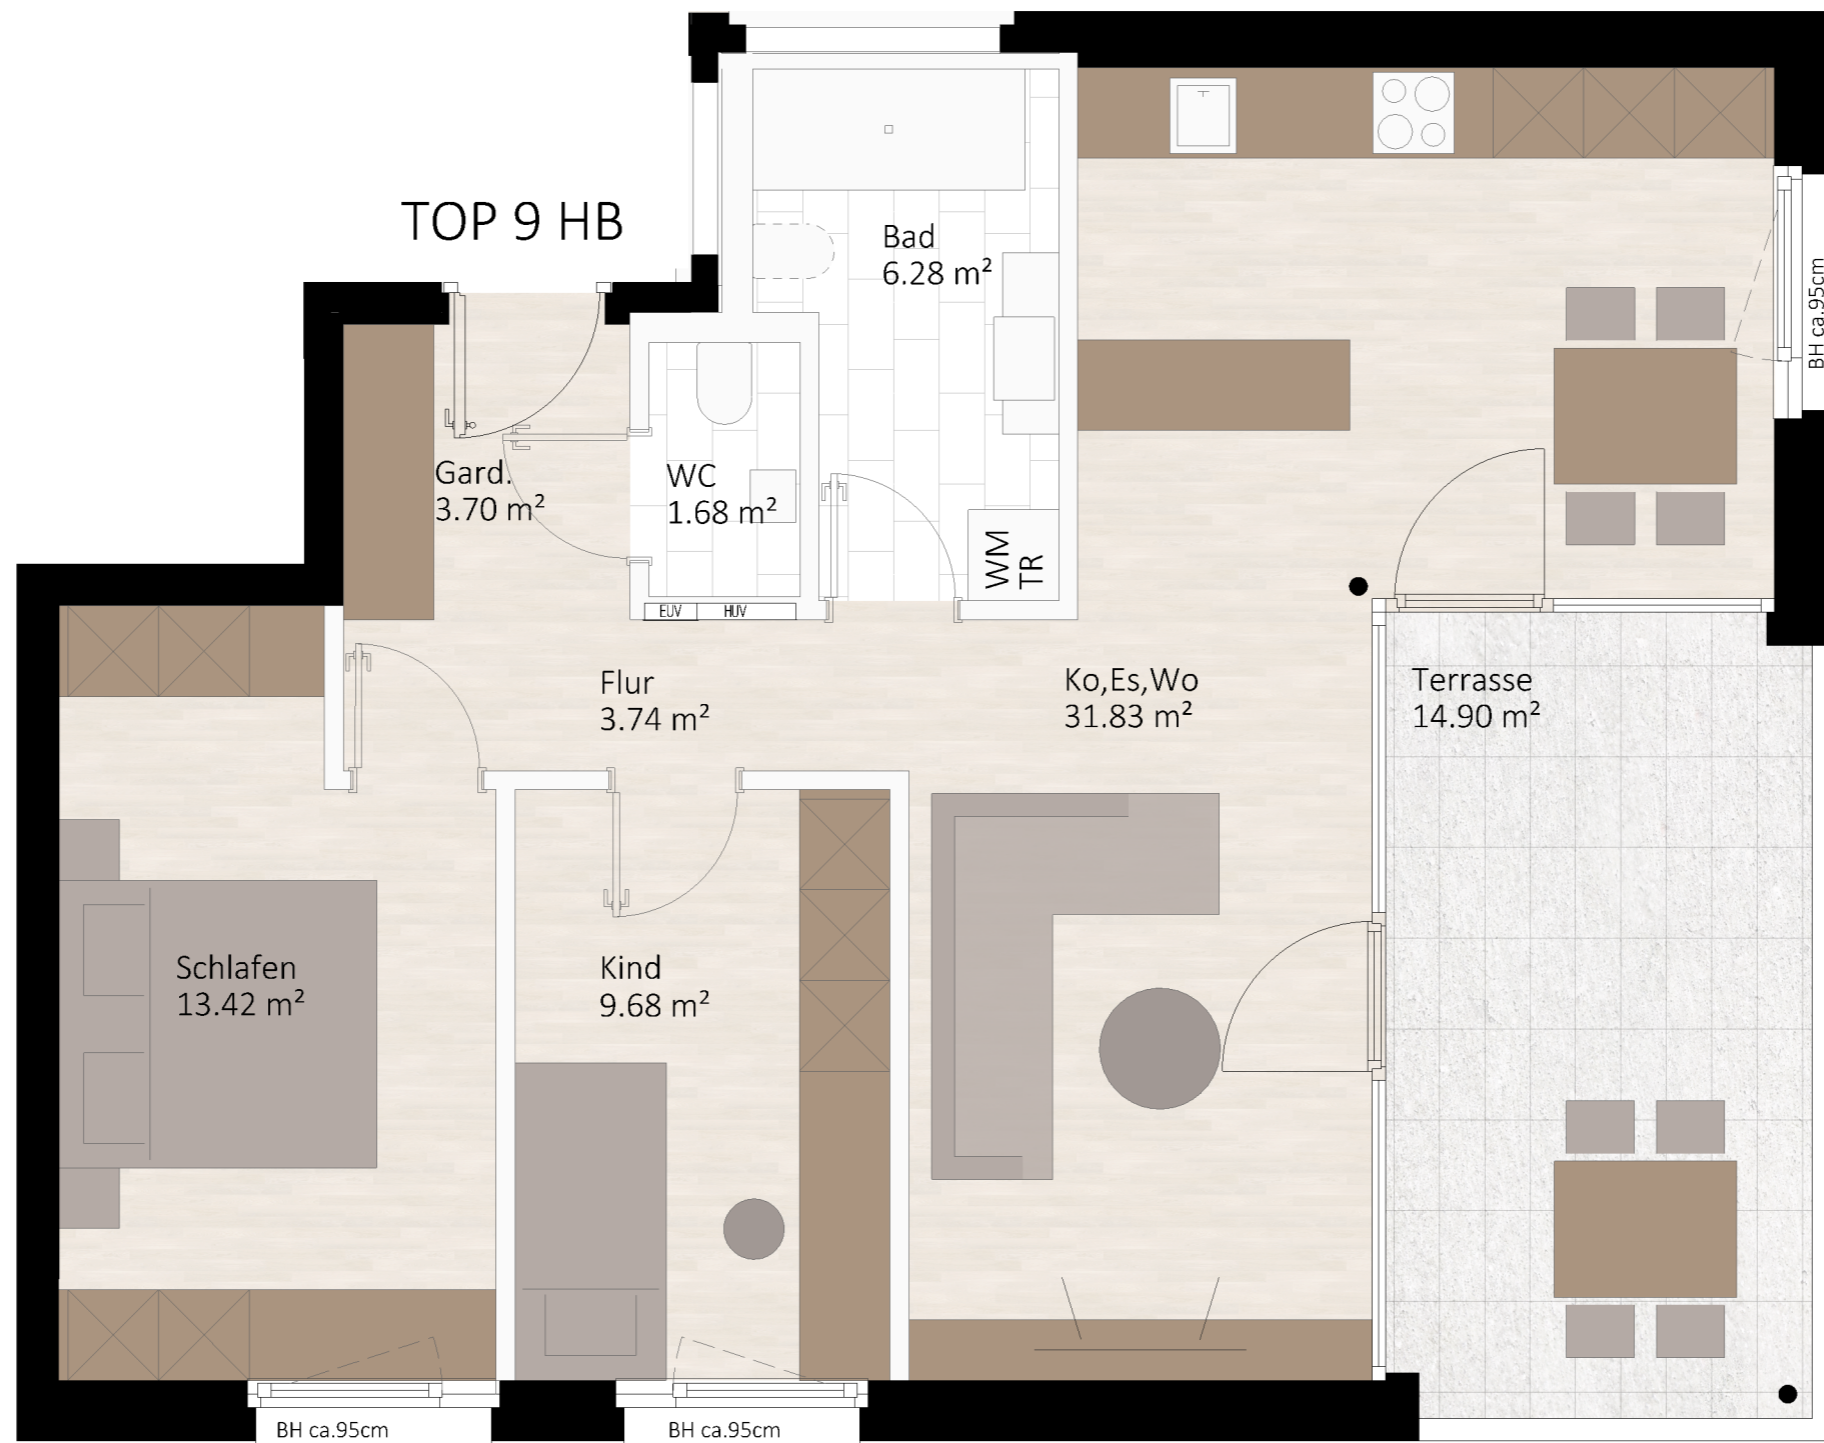 TOP 9 HB
Bad
6.28 m²
BH ca.95cm
Gard.
3.70 m²
WC
1.68 m²
WM
TR
EUV
HUV
Flur
3.74 m²
Ko,Es,Wo
31.83 m²
Terrasse
14.90 m²
Schlafen
13.42 m²
Kind
9.68 m²
BH ca.95cm
BH ca.95cm